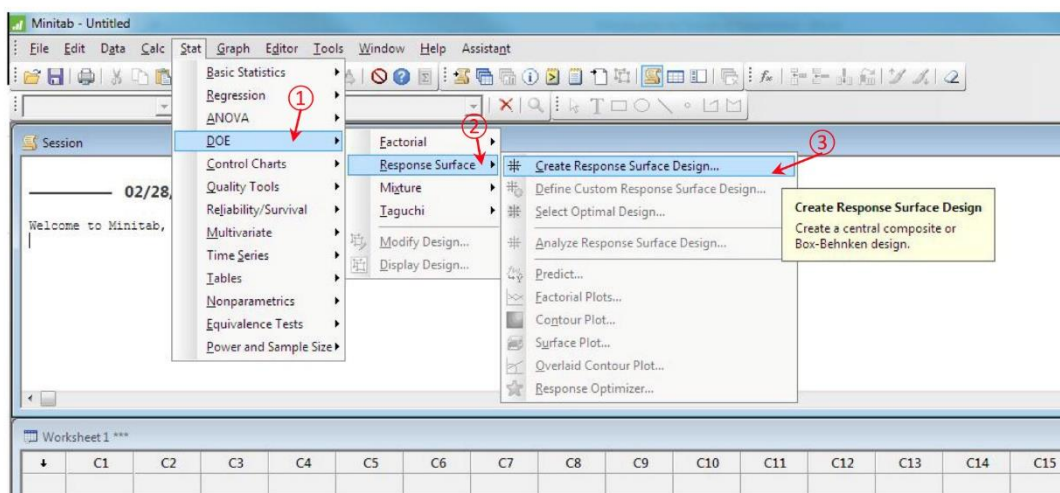 Minitab - Untitled
File Edit Data Calc Stat Graph Editor Tools Window Help Assistant
Basic Statistics
Regression
ANOVA
DOE
Control Charts
Quality Tools
Reliability/Survival
Multivariate
Time Series
Tables
Nonparametrics
Equivalence Tests
Power and Sample Size
①
Factorial
Response Surface
Mixture
Taguchi
Modify Design...
Display Design...
②
Create Response Surface Design...
Define Custom Response Surface Design...
Select Optimal Design...
Analyze Response Surface Design...
Predict...
Factorial Plots...
Contour Plot...
Surface Plot...
Overlaid Contour Plot...
Response Optimizer...
③
Create Response Surface Design
Create a central composite or
Box-Behnken design.
Session
02/28,
Welcome to Minitab,
Worksheet 1 ***
C1 C2 C3 C4 C5 C6 C7 C8 C9 C10 C11 C12 C13 C14 C15